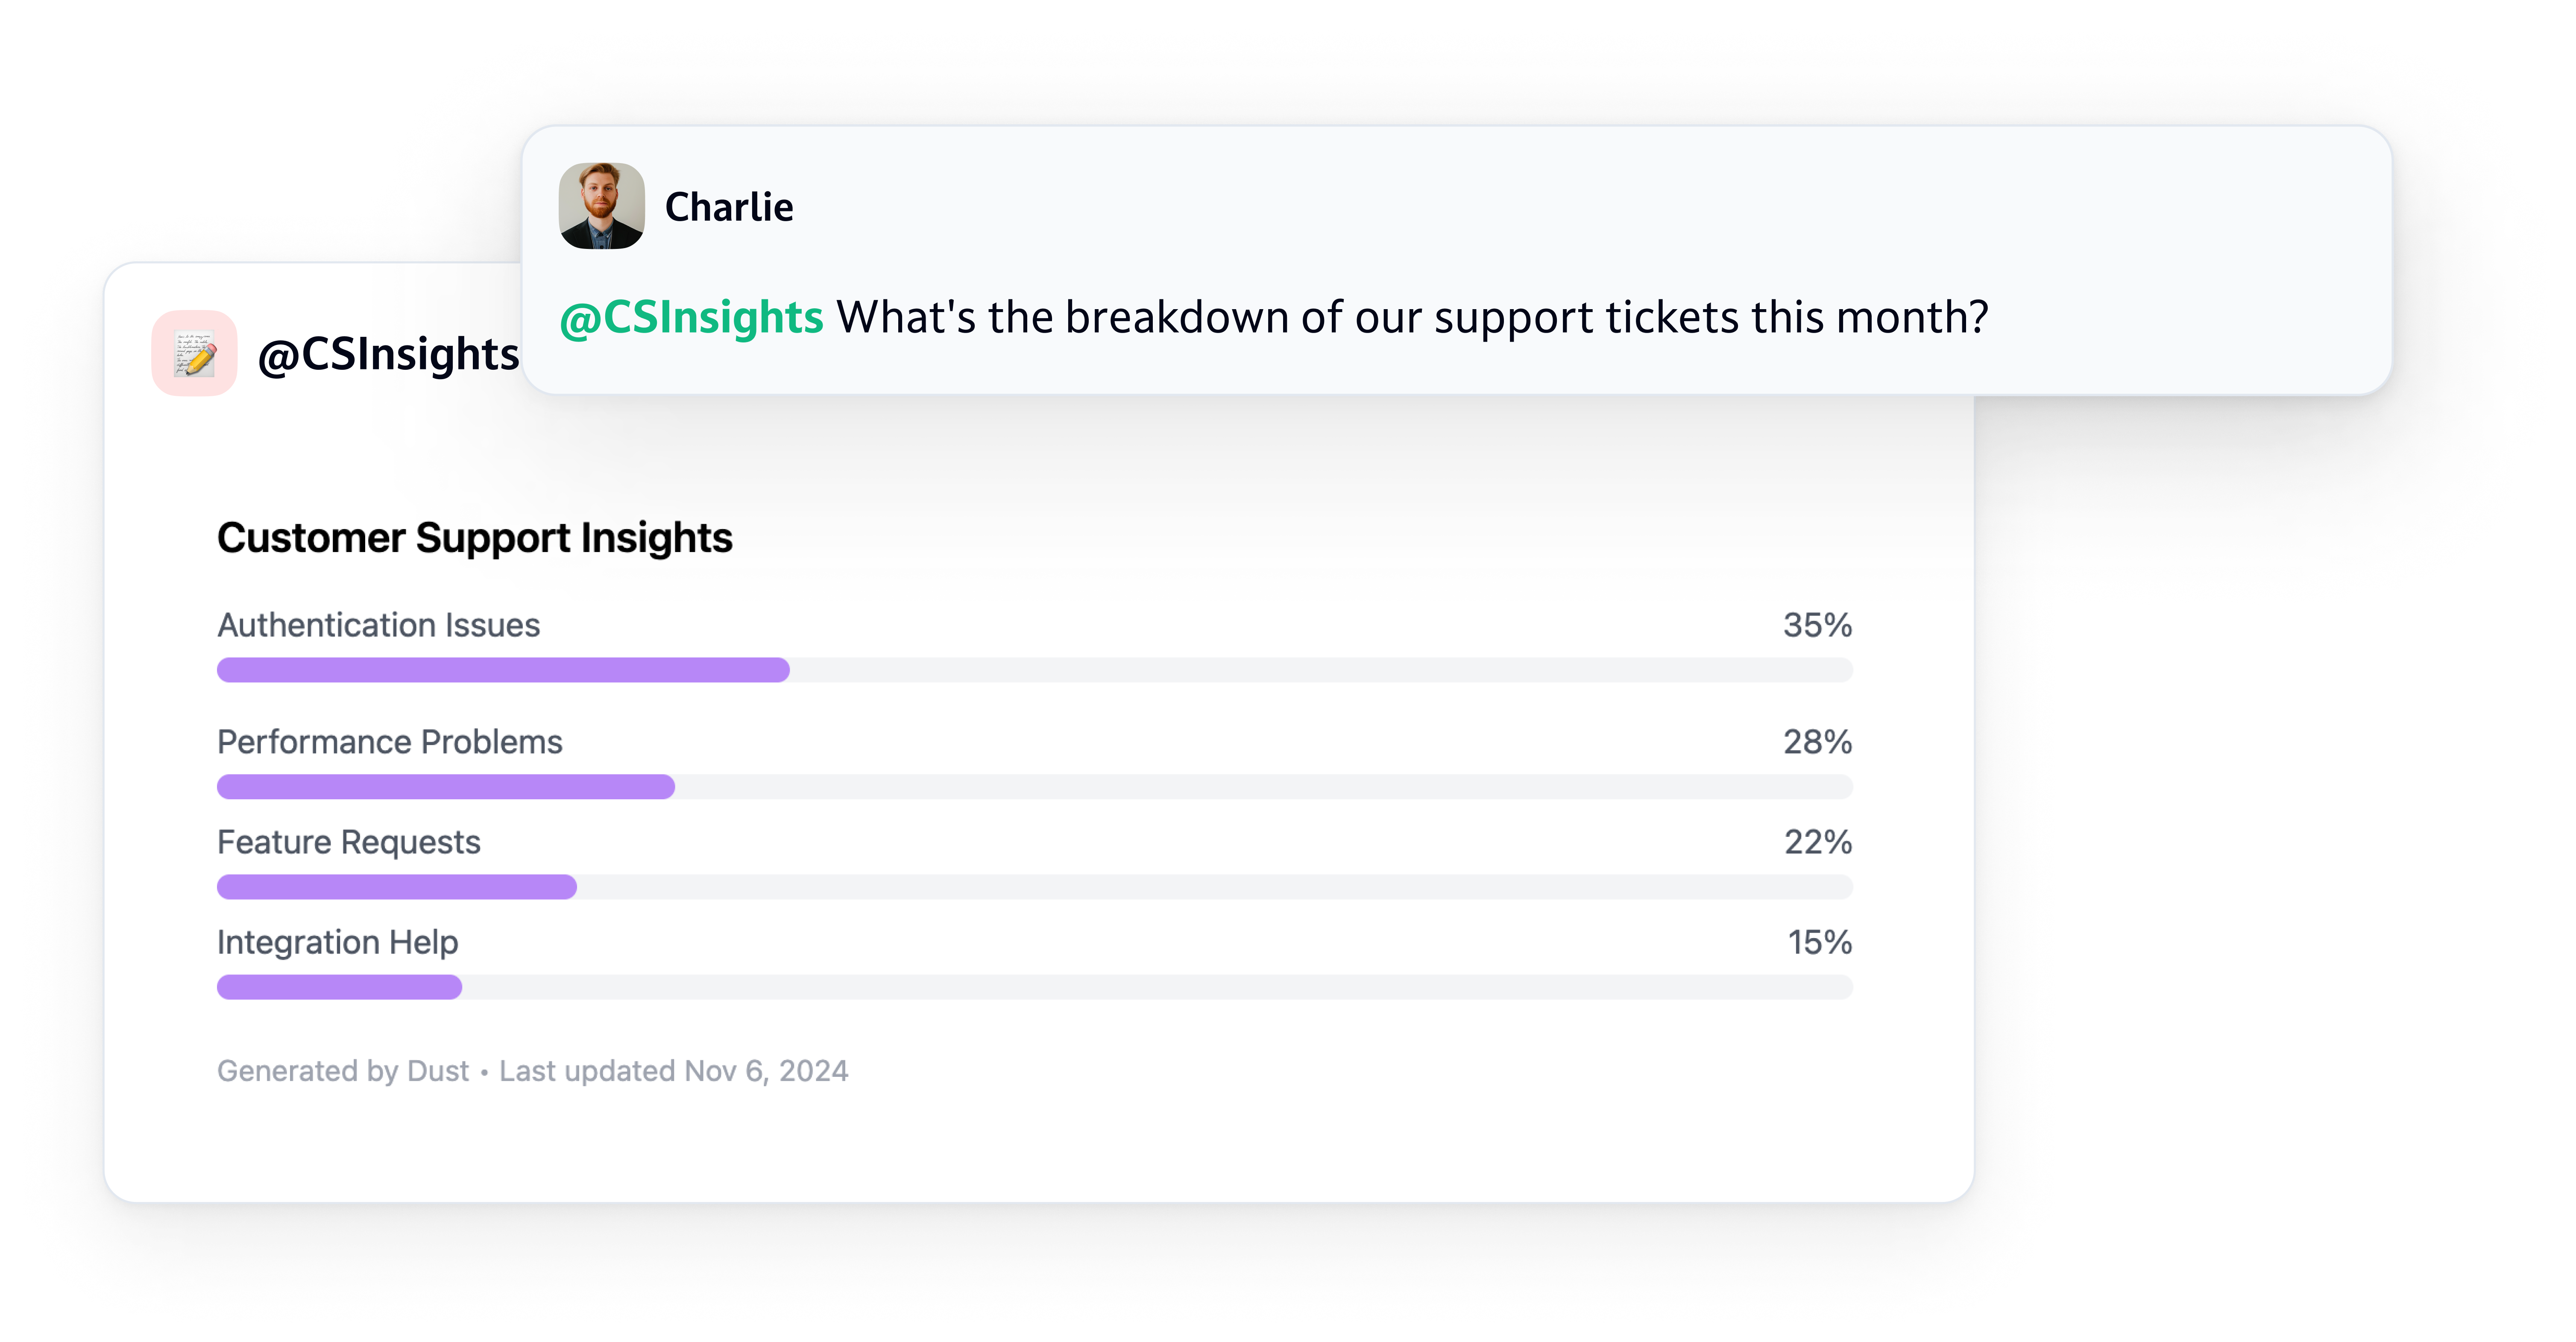 Charlie
@CSInsights What's the breakdown of our support tickets this month?
@CSInsights
Customer Support Insights
Authentication Issues 35%
Performance Problems 28%
Feature Requests 22%
Integration Help 15%
Generated by Dust • Last updated Nov 6, 2024